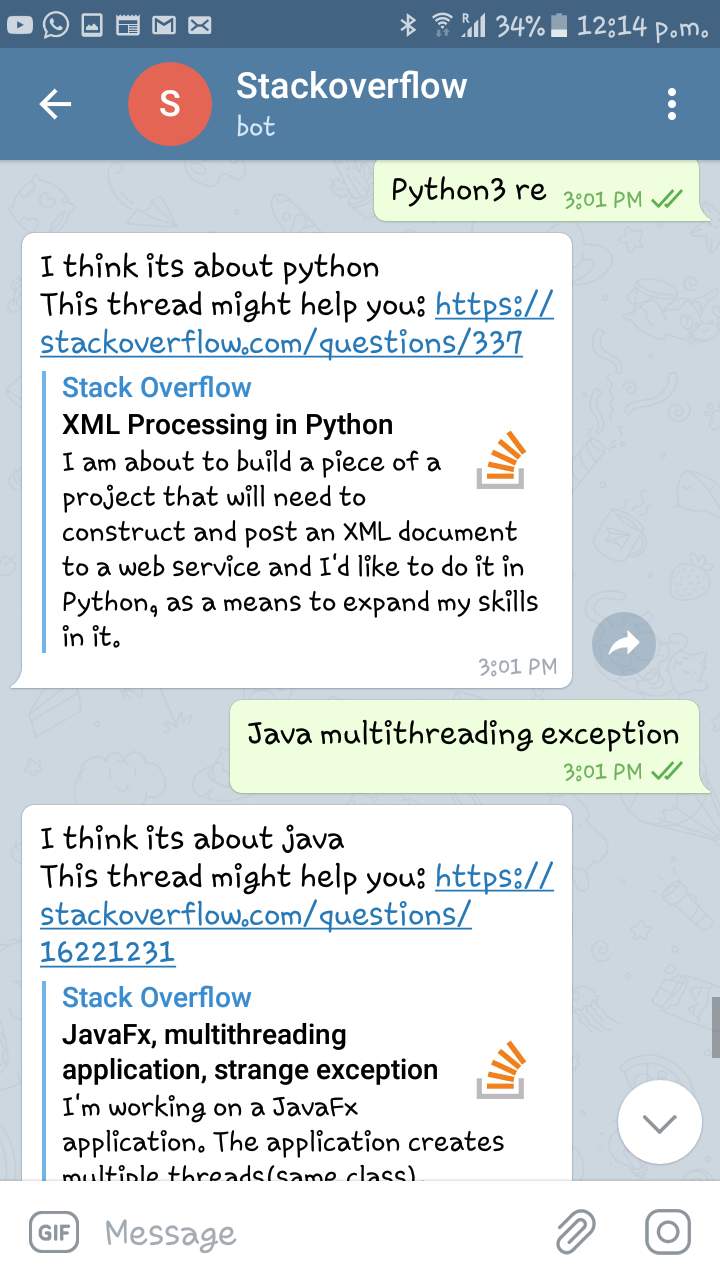 R 34% 12:14 p.m.
S
Stackoverflow
bot
Python3 re 3:01 PM
I think its about python
This thread might help you: https://
stackoverflow.com/questions/337
Stack Overflow
XML Processing in Python
I am about to build a piece of a
project that will need to
construct and post an XML document
to a web service and I'd like to do it in
Python, as a means to expand my skills
in it.
3:01 PM
Java multithreading exception
3:01 PM
I think its about java
This thread might help you: https://
stackoverflow.com/questions/
16221231
Stack Overflow
JavaFx, multithreading
application, strange exception
I'm working on a JavaFx
application. The application creates
multiple threads(same class).
GIF Message